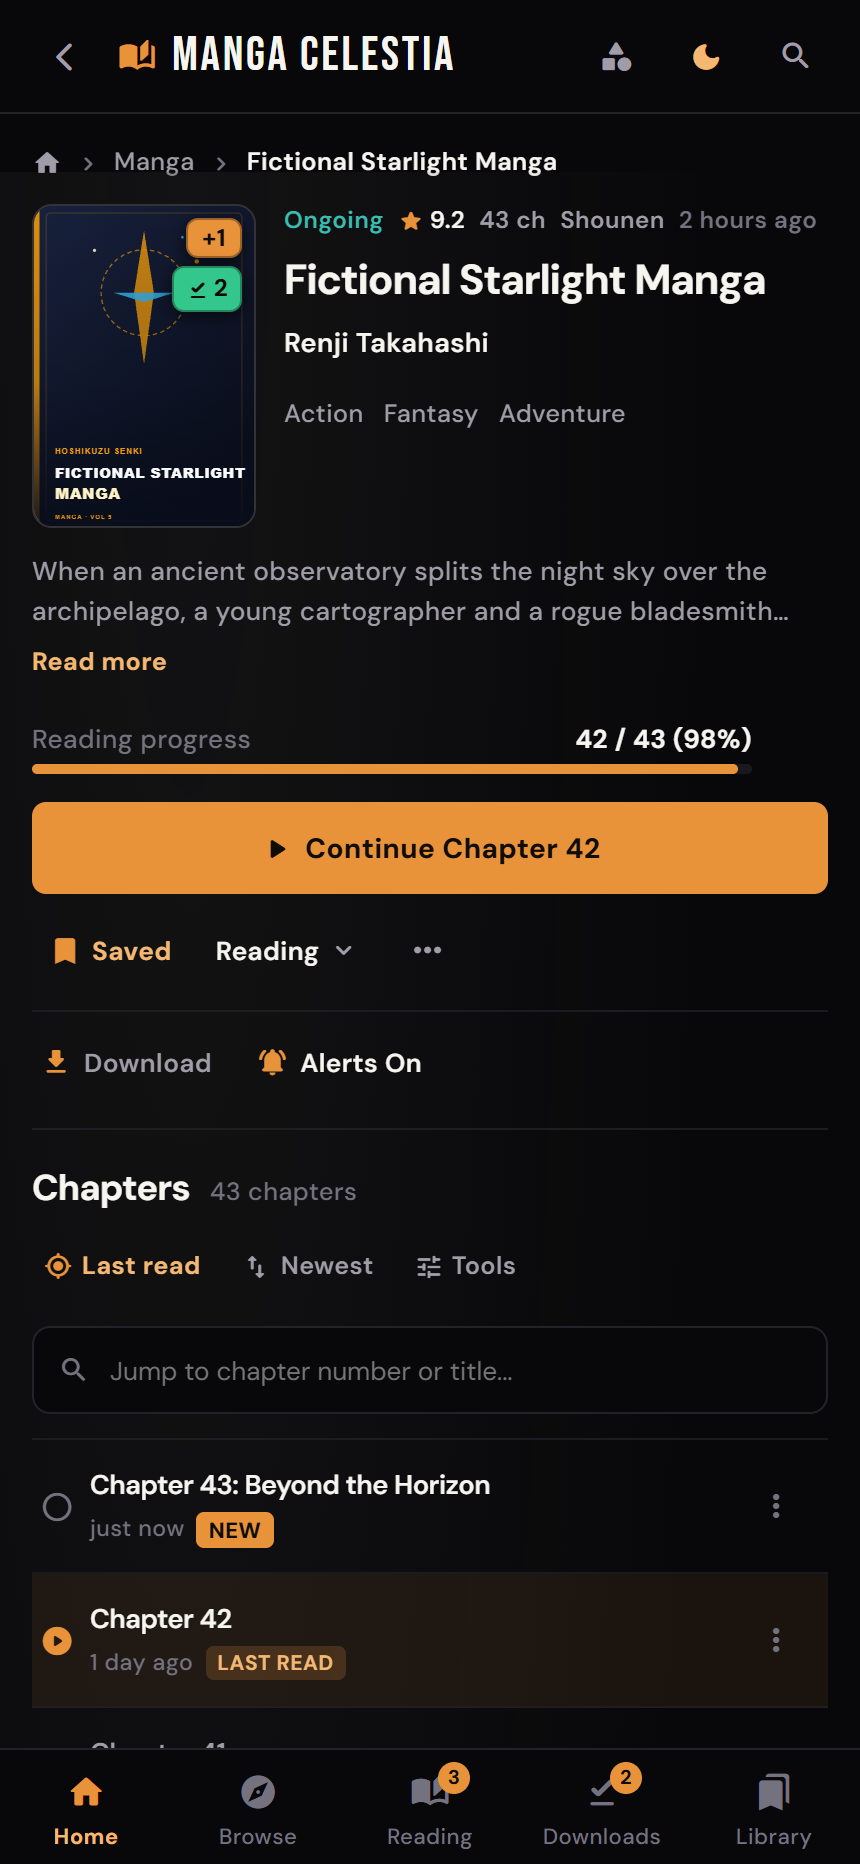 MANGA CELESTIA
Manga
Fictional Starlight Manga
+1
2
HOSHIKUZU SENKI
FICTIONAL STARLIGHT
MANGA
MANGA · VOL 5
Ongoing 9.2 43 ch Shounen 2 hours ago
Fictional Starlight Manga
Renji Takahashi
Action Fantasy Adventure
When an ancient observatory splits the night sky over the
archipelago, a young cartographer and a rogue bladesmith...
Read more
Reading progress 42 / 43 (98%)
Continue Chapter 42
Saved Reading
Download Alerts On
Chapters 43 chapters
Last read Newest Tools
Jump to chapter number or title...
Chapter 43: Beyond the Horizon
just now NEW
Chapter 42
1 day ago LAST READ
Chapter 41
3 2
Home Browse Reading Downloads Library